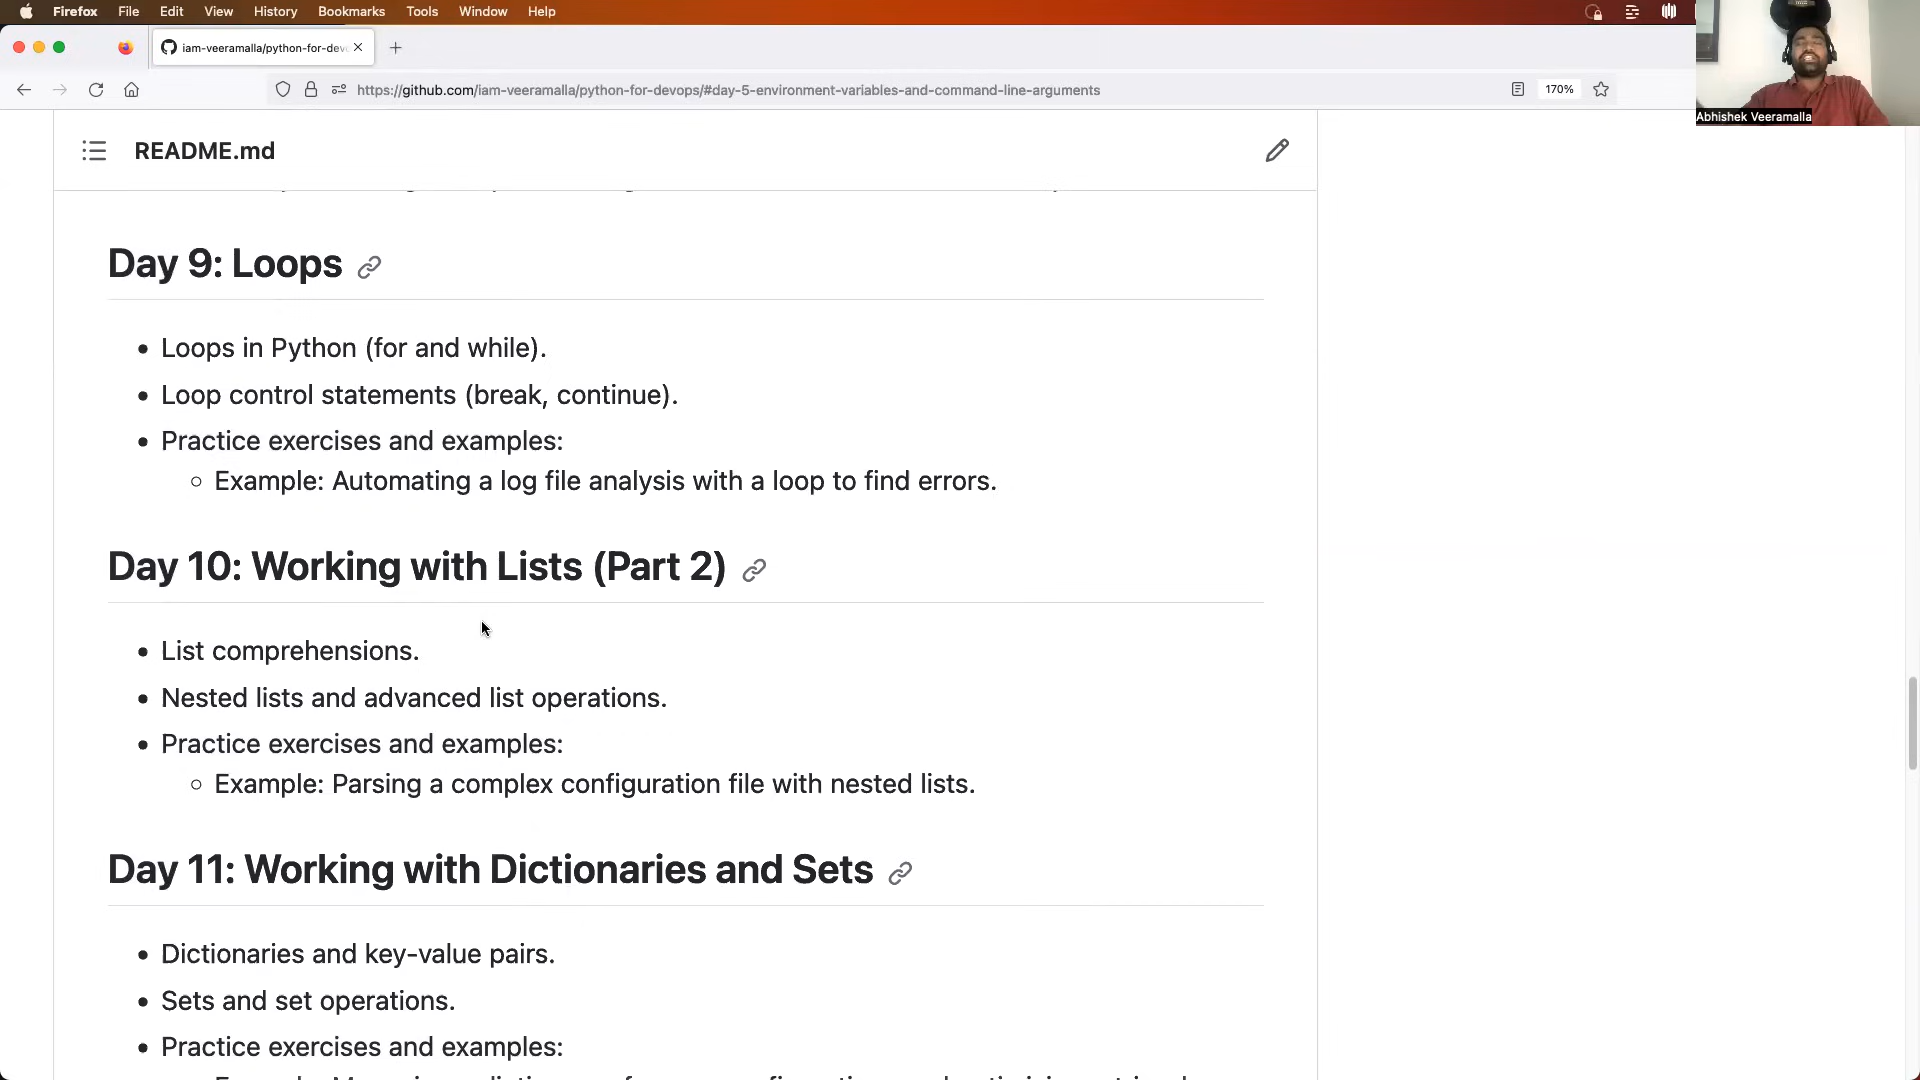 Firefox File Edit View History Bookmarks Tools Window Help
iam-veeramalla/python-for-dev
https://github.com/iam-veeramalla/python-for-devops/#day-5-environment-variables-and-command-line-arguments
170%
Abhishek Veeramalla
README.md
Day 9: Loops
• Loops in Python (for and while).
• Loop control statements (break, continue).
• Practice exercises and examples:
◦ Example: Automating a log file analysis with a loop to find errors.
Day 10: Working with Lists (Part 2)
• List comprehensions.
• Nested lists and advanced list operations.
• Practice exercises and examples:
◦ Example: Parsing a complex configuration file with nested lists.
Day 11: Working with Dictionaries and Sets
• Dictionaries and key-value pairs.
• Sets and set operations.
• Practice exercises and examples: